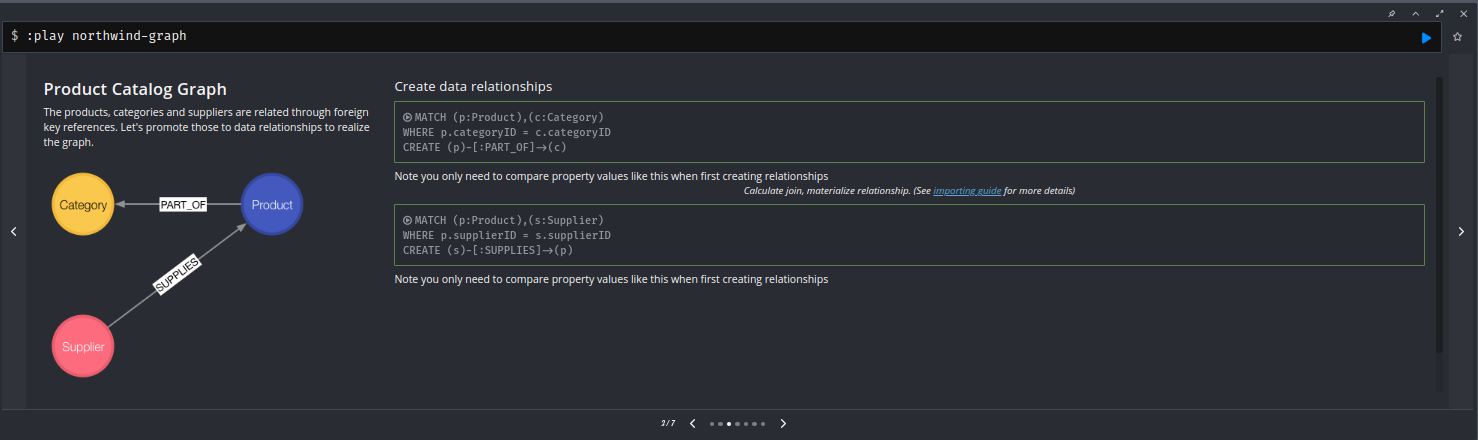 $ :play northwind-graph
Product Catalog Graph
The products, categories and suppliers are related through foreign
key references. Let's promote those to data relationships to realize
the graph.
Category
PART_OF
Product
SUPPLIES
Supplier
Create data relationships
MATCH (p:Product),(c:Category)
WHERE p.categoryID = c.categoryID
CREATE (p)-[:PART_OF]->(c)
Note you only need to compare property values like this when first creating relationships
Calculate join, materialize relationship. (See importing guide for more details)
MATCH (p:Product),(s:Supplier)
WHERE p.supplierID = s.supplierID
CREATE (s)-[:SUPPLIES]->(p)
Note you only need to compare property values like this when first creating relationships
3/7